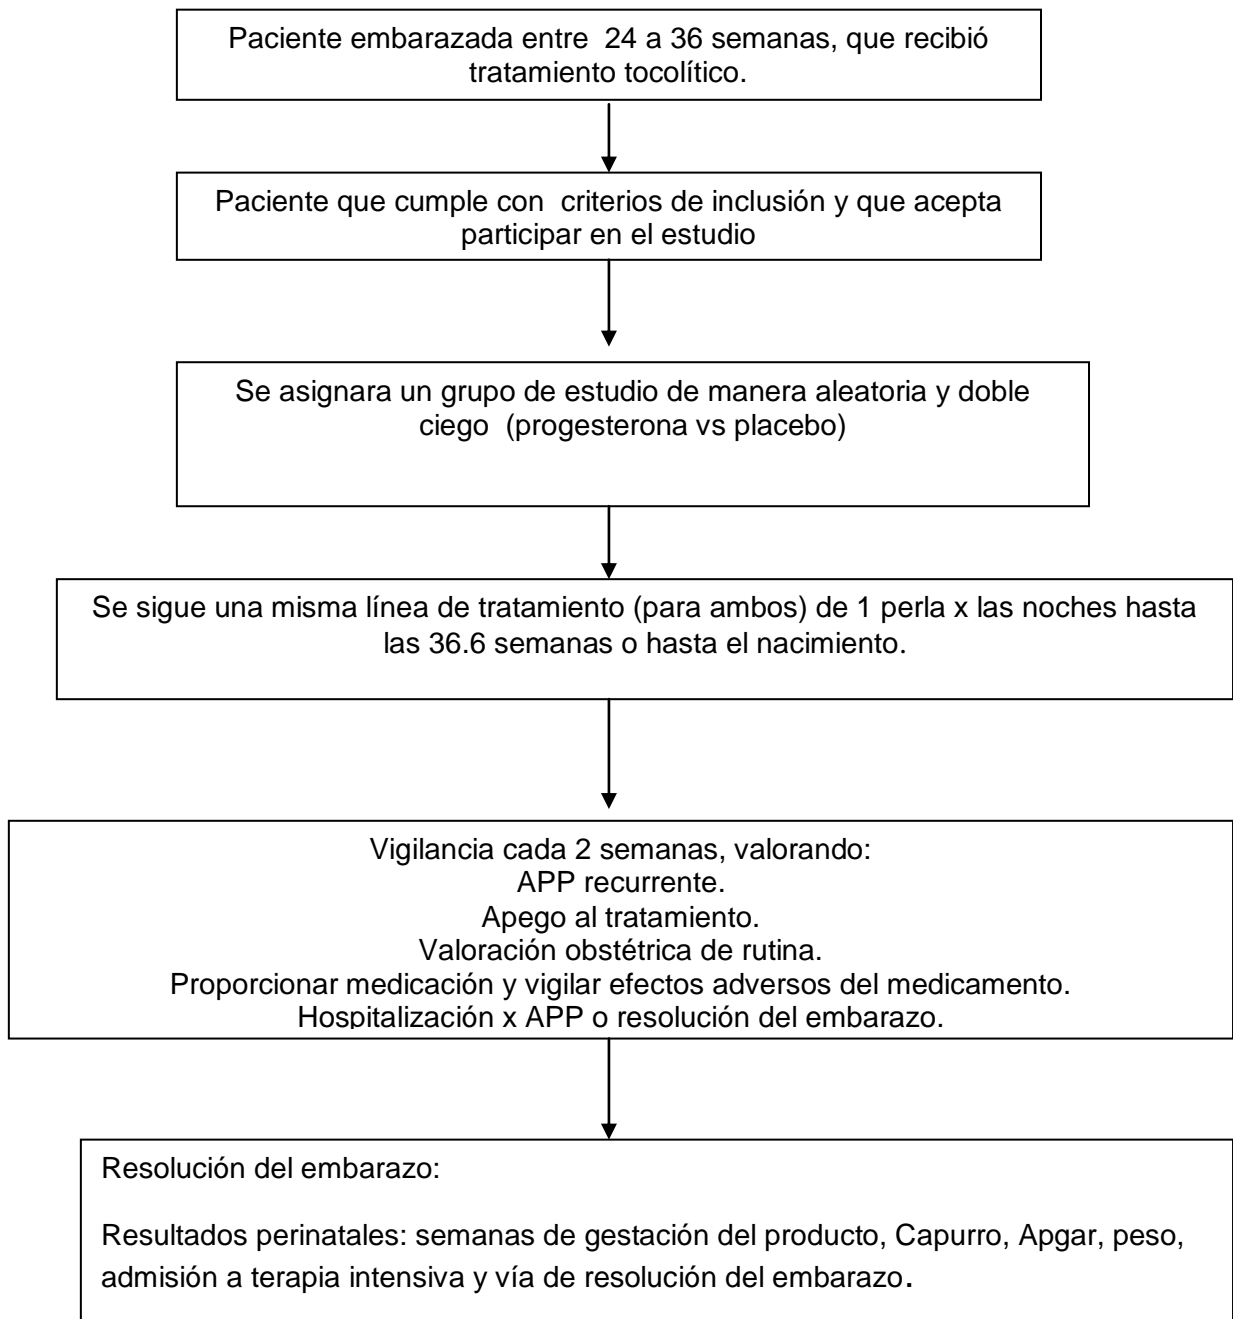 Paciente embarazada entre  24 a 36 semanas, que recibió
tratamiento tocolítico.
Paciente que cumple con  criterios de inclusión y que acepta
participar en el estudio
Se asignara un grupo de estudio de manera aleatoria y doble
ciego  (progesterona vs placebo)
Se sigue una misma línea de tratamiento (para ambos) de 1 perla x las noches hasta
las 36.6 semanas o hasta el nacimiento.
Vigilancia cada 2 semanas, valorando:
APP recurrente.
Apego al tratamiento.
Valoración obstétrica de rutina.
Proporcionar medicación y vigilar efectos adversos del medicamento.
Hospitalización x APP o resolución del embarazo.
Resolución del embarazo:
Resultados perinatales: semanas de gestación del producto, Capurro, Apgar, peso,
admisión a terapia intensiva y vía de resolución del embarazo.